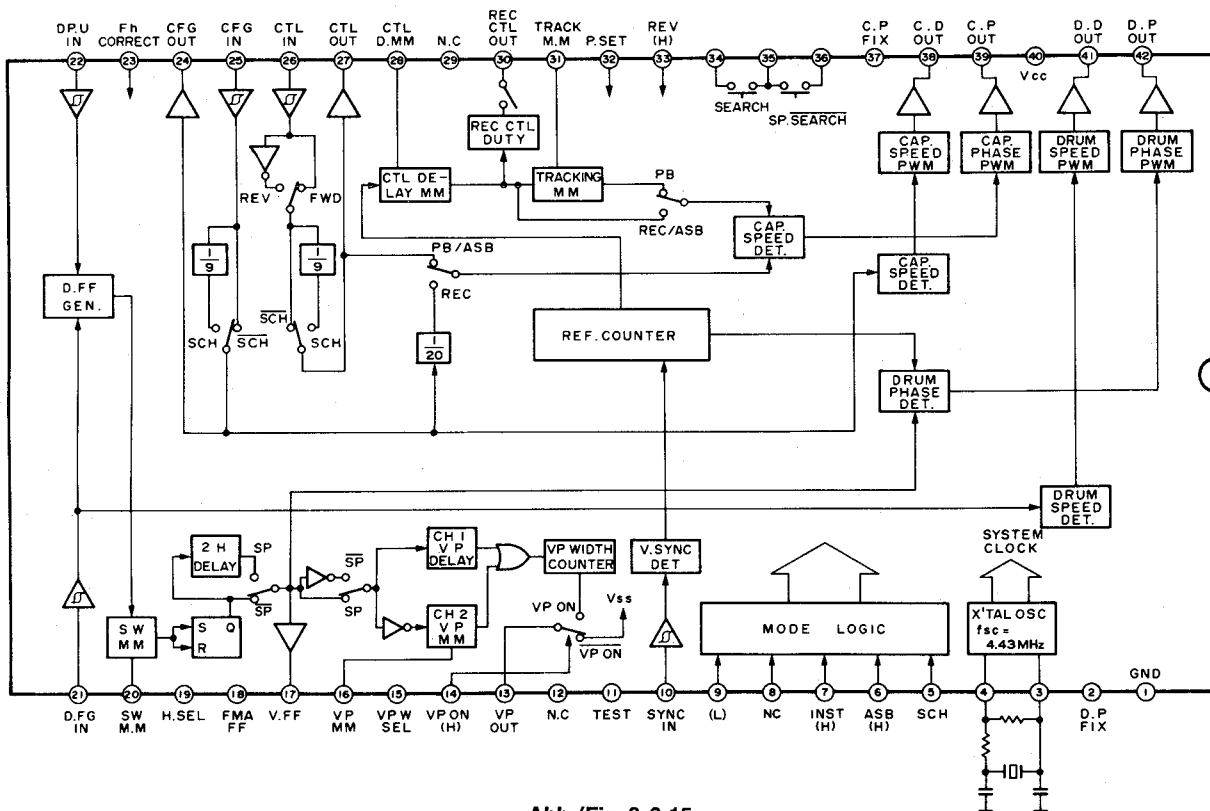 DP.U
IN
Fh
CORRECT
CFG
OUT
CFG
IN
CTL
IN
CTL
OUT
CTL
D.MM
N.C
REC
CTL
OUT
TRACK
M.M
P.SET
REV
(H)
C.P
FIX
C.D
OUT
C.P
OUT
Vcc
D.D
OUT
D.P
OUT
22
23
24
25
26
27
28
29
30
31
32
33
34
35
36
37
38
39
40
41
42
SEARCH
SP.SEARCH
REC CTL
DUTY
CAP.
SPEED
PWM
CAP.
PHASE
PWM
DRUM
SPEED
PWM
DRUM
PHASE
PWM
REV
FWD
CTL DE-
LAY MM
TRACKING
MM
PB
REC/ASB
CAP.
SPEED
DET.
CAP.
SPEED
DET.
1
9
1
9
PB/ASB
REC
D.FF
GEN.
SCH
SCH
SCH
SCH
1
20
REF. COUNTER
DRUM
PHASE
DET.
DRUM
SPEED
DET.
SYSTEM
CLOCK
2 H
DELAY
SP
SP
SP
SP
CH 1
VP
DELAY
CH 2
VP
MM
VP WIDTH
COUNTER
V.SYNC
DET
VP ON
Vss
VP ON
SW
MM
S
Q
R
MODE LOGIC
X'TAL OSC
fsc =
4.43MHz
21
20
19
18
17
16
15
14
13
12
11
10
9
8
7
6
5
4
3
2
1
GND
D.FG
IN
SW
M.M
H.SEL
FMA
FF
V.FF
VP
MM
VP W
SEL
VP ON
(H)
VP
OUT
N.C
TEST
SYNC
IN
(L)
NC
INST
(H)
ASB
(H)
SCH
D.P
FIX